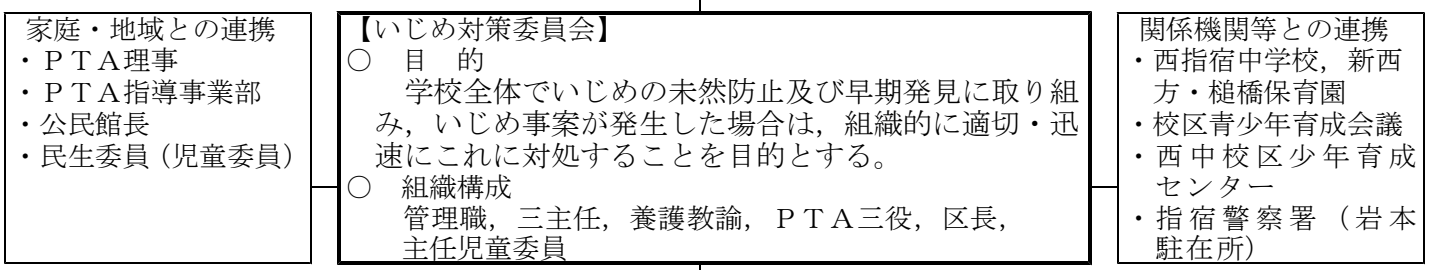 家庭・地域との連携
・ＰＴＡ理事
・ＰＴＡ指導事業部
・公民館長
・民生委員（児童委員）
【いじめ対策委員会】
○　目　的
学校全体でいじめの未然防止及び早期発見に取り組
み，いじめ事案が発生した場合は，組織的に適切・迅
速にこれに対処することを目的とする。
○　組織構成
管理職，三主任，養護教諭，ＰＴＡ三役，区長，
主任児童委員
関係機関等との連携
・西指宿中学校，新西
方・槌橋保育園
・校区青少年育成会議
・西中校区少年育成
センター
・指宿警察署（岩本
駐在所）